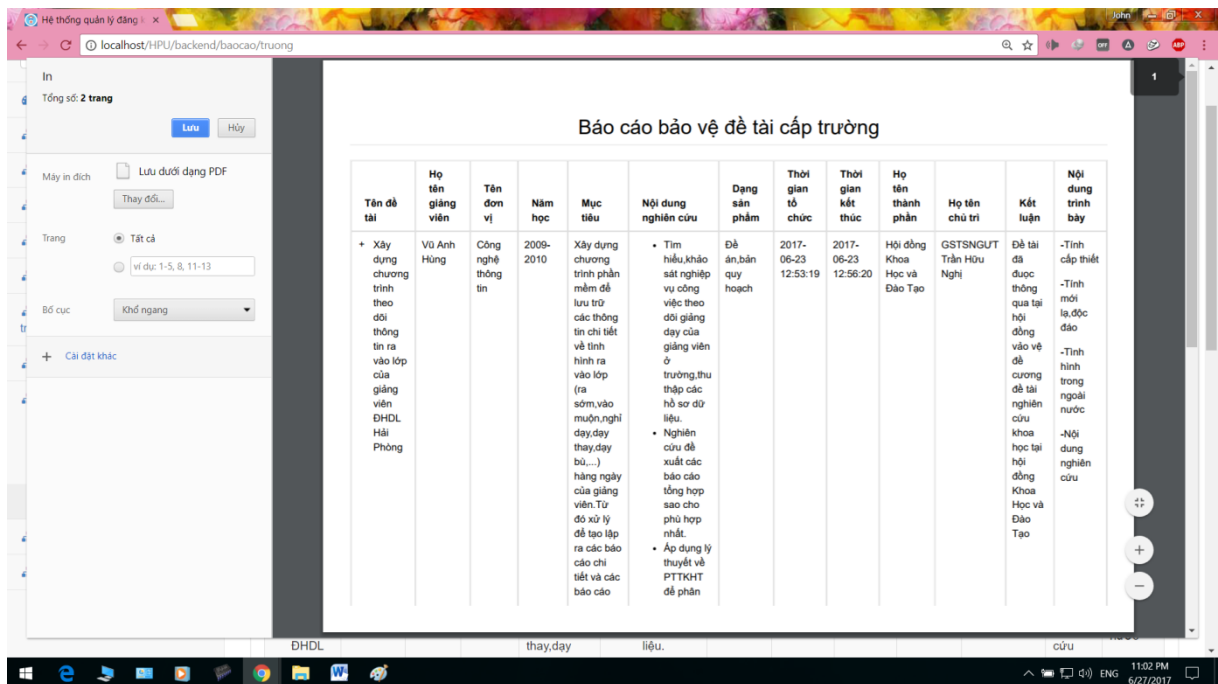 Hệ thống quản lý đăng k
John
localhost/HPU/backend/baocao/truong
In
Tổng số: 2 trang
Lưu
Hủy
Máy in đích
Lưu dưới dạng PDF
Thay đổi...
Trang
Tất cả
ví dụ: 1-5, 8, 11-13
Bố cục
Khổ ngang
+ Cài đặt khác
1
Báo cáo bảo vệ đề tài cấp trường
Tên đề
tài
Họ
tên
giảng
viên
Tên
đơn
vị
Năm
học
Mục
tiêu
Nội dung
nghiên cứu
Dạng
sản
phẩm
Thời
gian
tổ
chức
Thời
gian
kết
thúc
Họ
tên
thành
phần
Họ tên
chủ trì
Kết
luận
Nội
dung
trình
bày
+ Xây
dựng
chương
trình
theo
dõi
thông
tin ra
vào lớp
của
giảng
viên
ĐHDL
Hải
Phòng
Vũ Anh
Hùng
Công
nghệ
thông
tin
2009-
2010
Xây dựng
chương
trình phần
mềm để
lưu trữ
các thông
tin chi tiết
về tình
hình ra
vào lớp
(ra
sớm,vào
muộn,nghỉ
dạy,dạy
thay,dạy
bù,...)
hàng ngày
của giảng
viên.Từ
đó xử lý
để tạo lập
ra các báo
cáo chi
tiết và các
báo cáo
• Tìm
hiểu,khảo
sát nghiệp
vụ công
việc theo
dõi giảng
dạy của
giảng viên
ở
trường,thu
thập các
hồ sơ dữ
liệu.
• Nghiên
cứu đề
xuất các
báo cáo
tổng hợp
sao cho
phù hợp
nhất.
• Áp dụng lý
thuyết về
PTTKHT
để phân
Đề
án,bản
quy
hoạch
2017-
06-23
12:53:19
2017-
06-23
12:56:20
Hội đồng
Khoa
Học và
Đào Tạo
GSTSNGƯT
Trần Hữu
Nghị
Đề tài
đã
được
thông
qua tại
hội
đồng
vảo vệ
đề
cương
đề tài
nghiên
cứu
khoa
học tại
hội
đồng
Khoa
Học và
Đào
Tạo
-Tính
cấp thiết
-Tính
mới
lạ,độc
đáo
-Tình
hình
trong
ngoài
nước
-Nội
dung
nghiên
cứu
ĐHDL
thay,dạy
liệu.
cứu
ENG
11:02 PM
6/27/2017